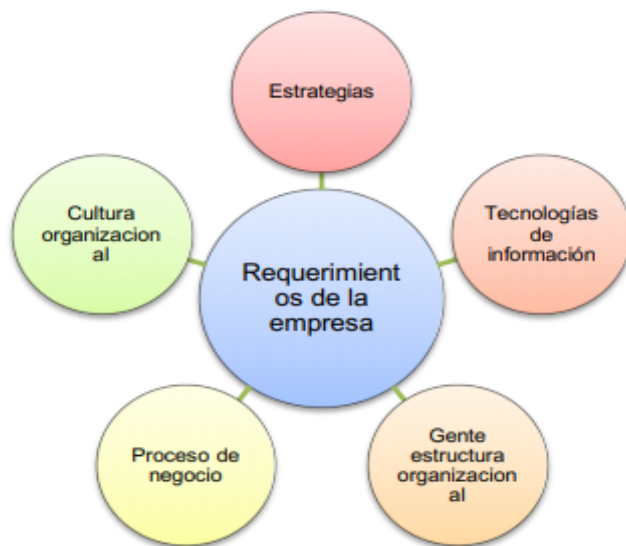 Estrategias
Cultura
organizacion
al
Tecnologías
de
información
Requerimient
os de la
empresa
Proceso de
negocio
Gente
estructura
organizacion
al